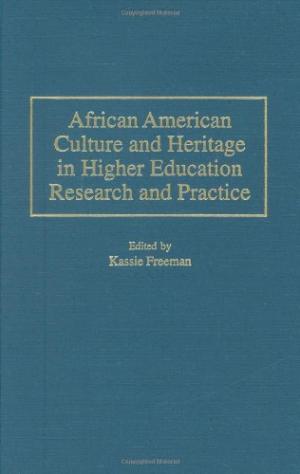 African American
Culture and Heritage
in Higher Education
Research and Practice
Edited by
Kassie Freeman